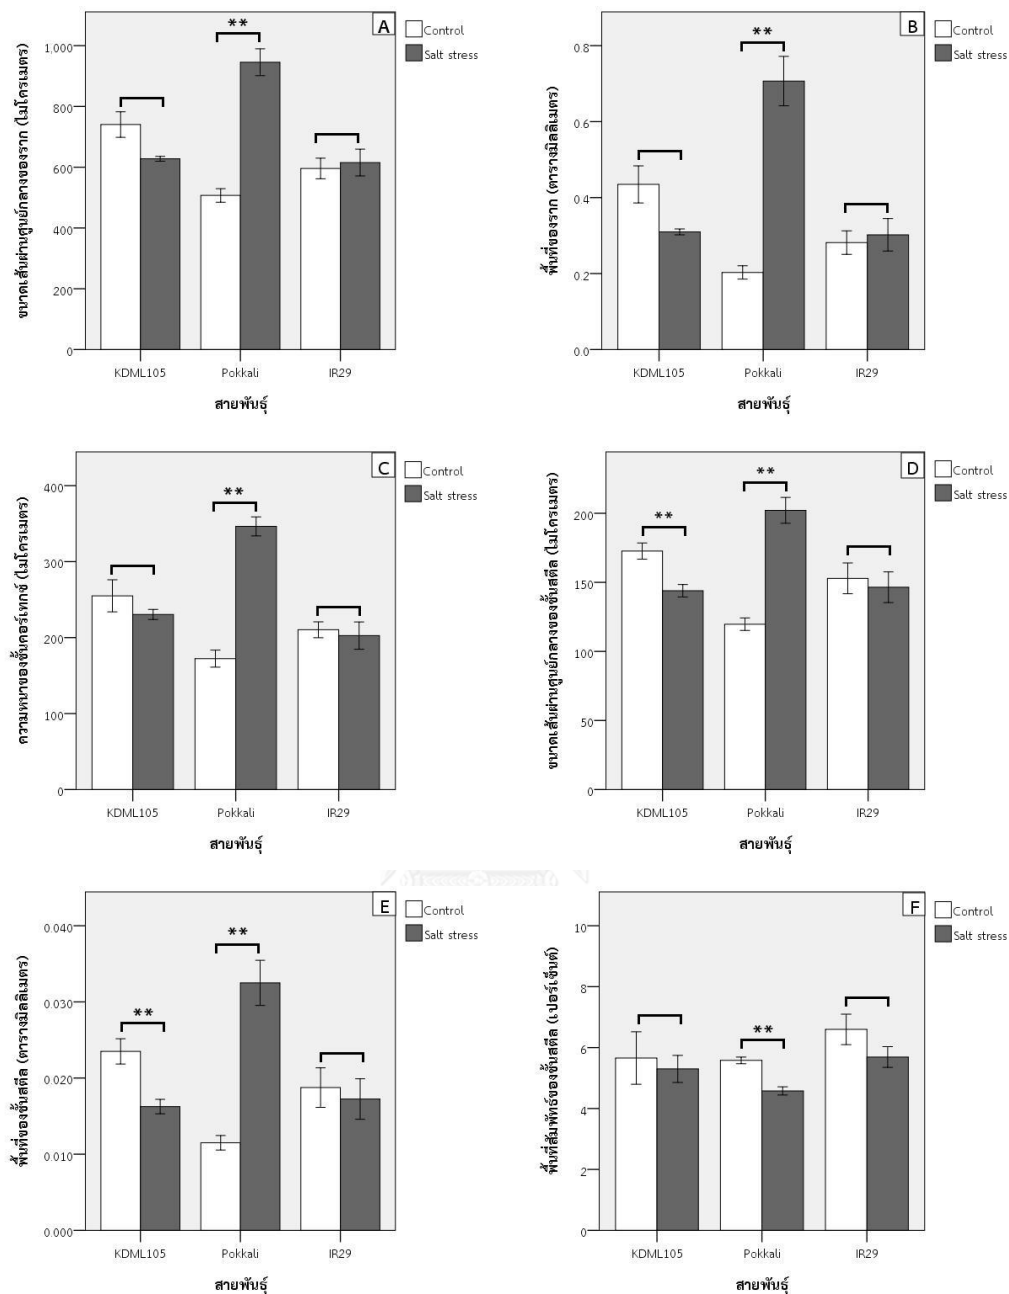 A
Control
Salt stress
ขนาดเส้นผ่านศูนย์กลางของราก (ไมโครเมตร)
1,000
800
600
400
200
0
**
KDML105 Pokkali IR29
สายพันธุ์
B
Control
Salt stress
พื้นที่ของราก (ตารางมิลลิเมตร)
0.8
0.6
0.4
0.2
0.0
**
KDML105 Pokkali IR29
สายพันธุ์
C
Control
Salt stress
ความหนาของชั้นคอร์เทกซ์ (ไมโครเมตร)
400
300
200
100
0
**
KDML105 Pokkali IR29
สายพันธุ์
D
Control
Salt stress
ขนาดเส้นผ่านศูนย์กลางของชั้นสตีล (ไมโครเมตร)
200
150
100
50
0
** **
KDML105 Pokkali IR29
สายพันธุ์
E
Control
Salt stress
พื้นที่ของชั้นสตีล (ตารางมิลลิเมตร)
0.040
0.030
0.020
0.010
0.000
** **
KDML105 Pokkali IR29
สายพันธุ์
F
Control
Salt stress
พื้นที่สัมพัทธ์ของชั้นสตีล (เปอร์เซ็นต์)
10
8
6
4
2
0
**
KDML105 Pokkali IR29
สายพันธุ์